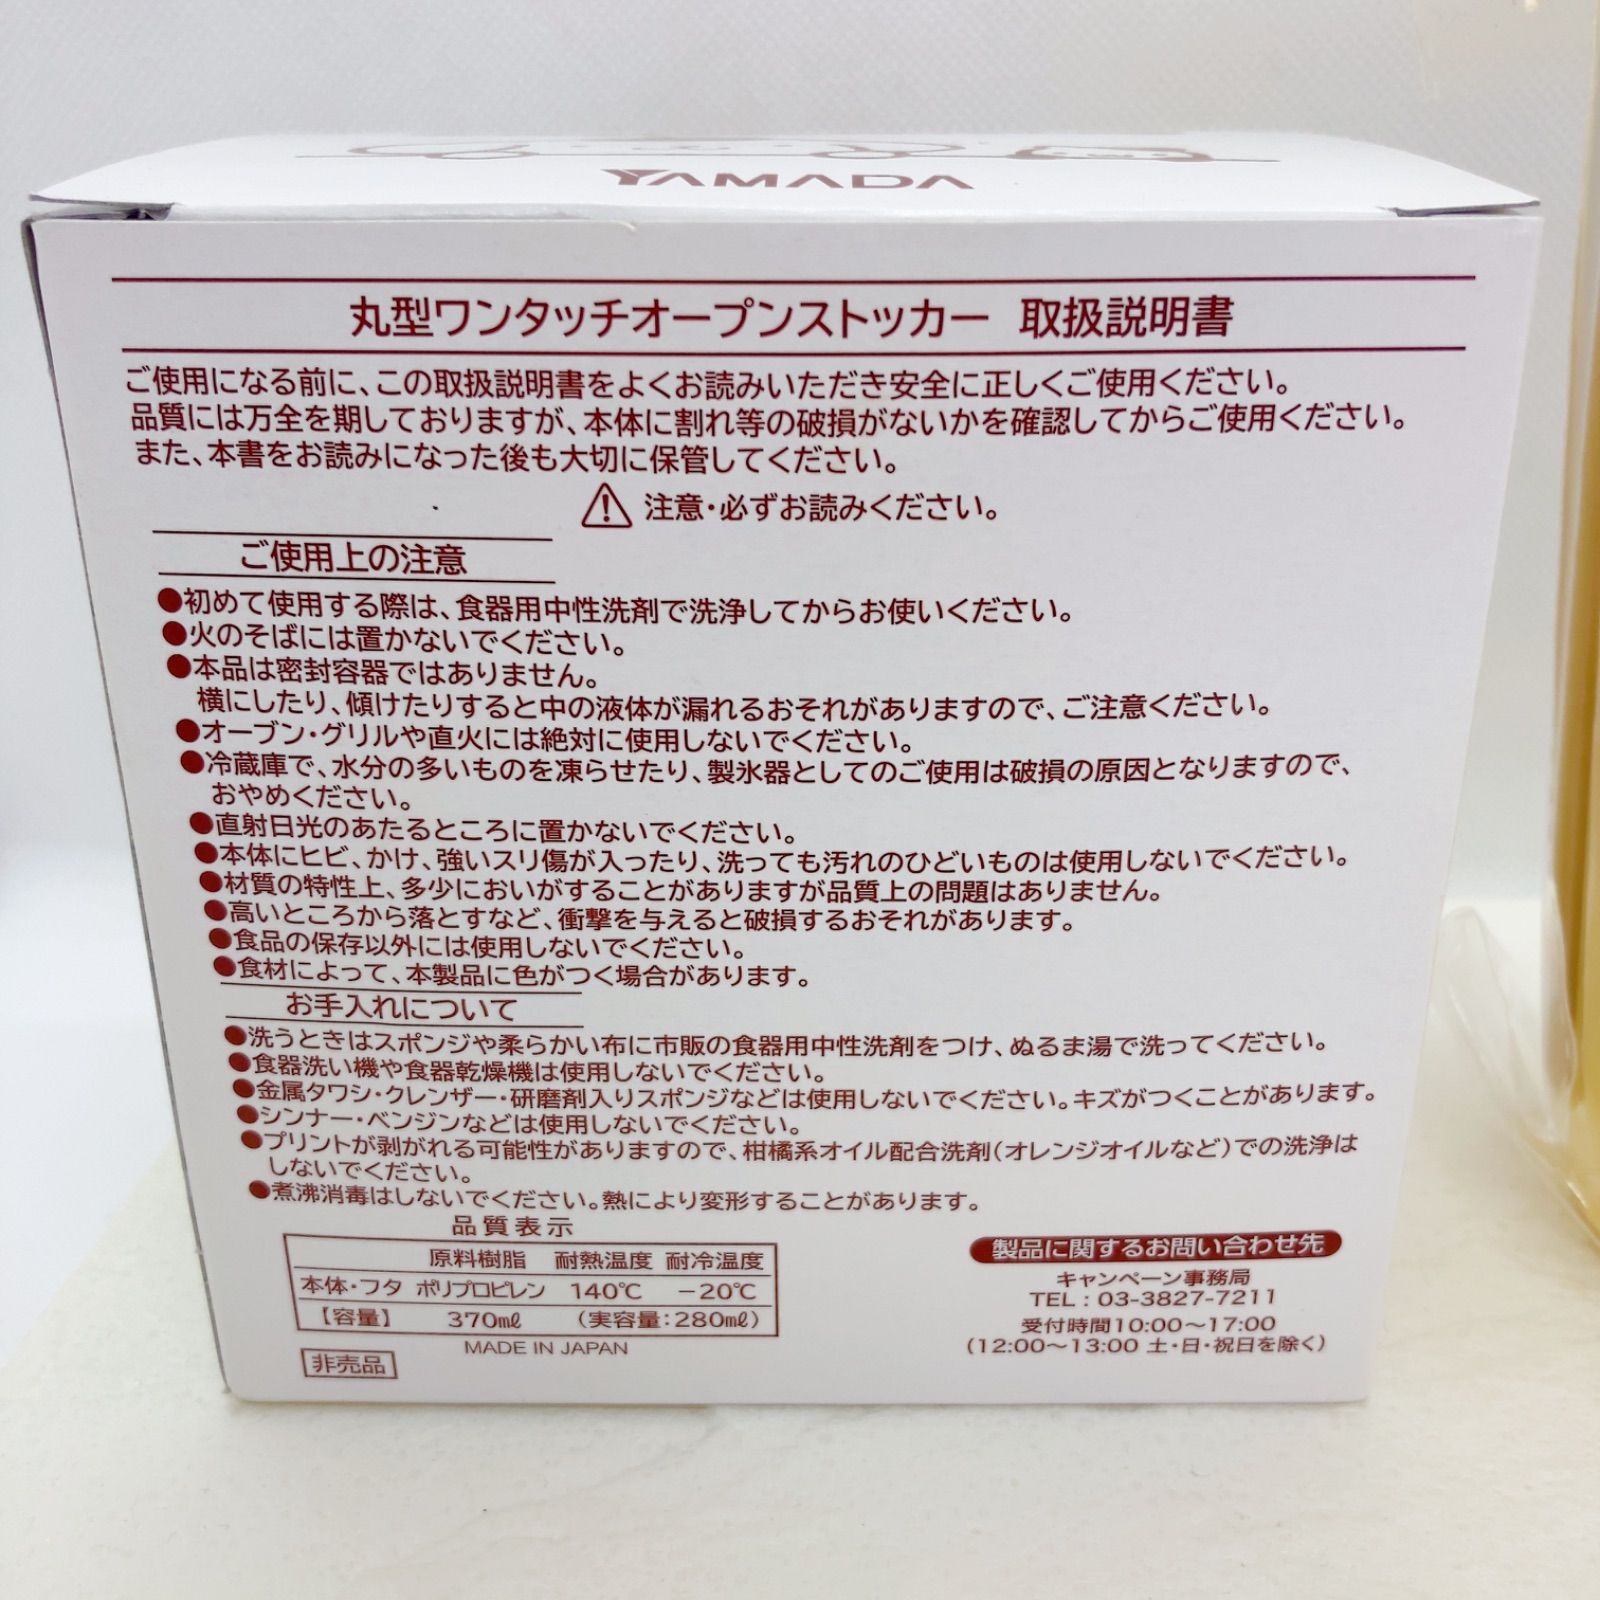 YAMADA
丸型ワンタッチオープンストッカー 取扱説明書
ご使用になる前に、この取扱説明書をよくお読みいただき安全に正しくご使用ください。
品質には万全を期しておりますが、本体に割れ等の破損がないかを確認してからご使用ください。
また、本書をお読みになった後も大切に保管してください。
注意・必ずお読みください。
ご使用上の注意
●初めて使用する際は、食器用中性洗剤で洗浄してからお使いください。
●火のそばには置かないでください。
●本品は密封容器ではありません。
横にしたり、傾けたりすると中の液体が漏れるおそれがありますので、ご注意ください。
●オーブン・グリルや直火には絶対に使用しないでください。
●冷蔵庫で、水分の多いものを凍らせたり、製氷器としてのご使用は破損の原因となりますので、
おやめください。
●直射日光のあたるところに置かないでください。
●本体にヒビ、かけ、強いスリ傷が入ったり、洗っても汚れのひどいものは使用しないでください。
●材質の特性上、多少においがすることがありますが品質上の問題はありません。
●高いところから落とすなど、衝撃を与えると破損するおそれがあります。
●食品の保存以外には使用しないでください。
●食材によって、本製品に色がつく場合があります。
お手入れについて
●洗うときはスポンジや柔らかい布に市販の食器用中性洗剤をつけ、ぬるま湯で洗ってください。
●食器洗い機や食器乾燥機は使用しないでください。
●金属タワシ・クレンザー・研磨剤入りスポンジなどは使用しないでください。キズがつくことがあります。
●シンナー・ベンジンなどは使用しないでください。
●プリントが剥がれる可能性がありますので、柑橘系オイル配合洗剤(オレンジオイルなど)での洗浄は
しないでください。
●煮沸消毒はしないでください。熱により変形することがあります。
品質表示
原料樹脂 耐熱温度 耐冷温度
本体・フタ ポリプロピレン 140℃ −20℃
【容量】 370㎖ (実容量:280㎖)
MADE IN JAPAN
非売品
製品に関するお問い合わせ先
キャンペーン事務局
TEL : 03-3827-7211
受付時間10:00〜17:00
(12:00〜13:00 土・日・祝日を除く)